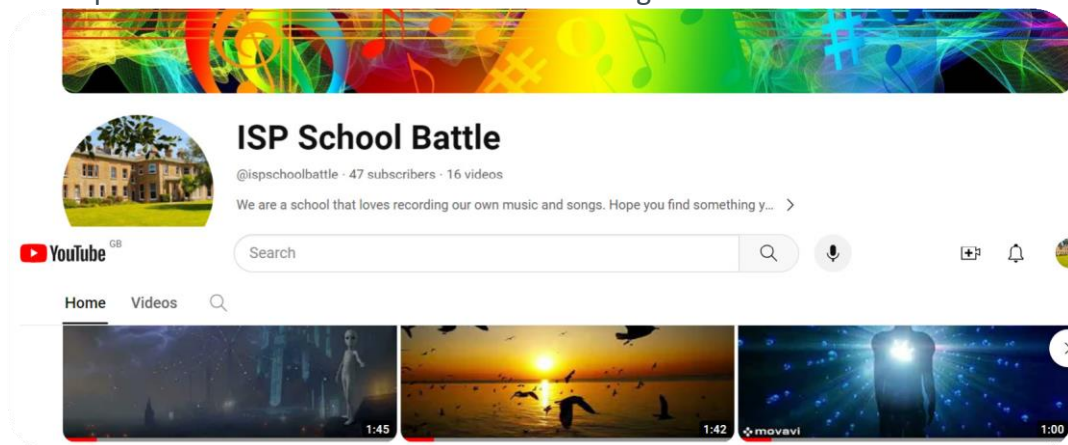 ISP School Battle
@ispschoolbattle · 47 subscribers · 16 videos
We are a school that loves recording our own music and songs. Hope you find something y...
YouTube GB
Search
Home Videos
1:45
1:42
movavi
1:00